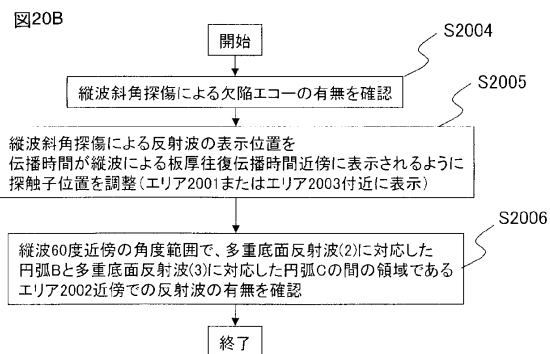 図20B
開始
S2004
縦波斜角探傷による欠陥エコーの有無を確認
S2005
縦波斜角探傷による反射波の表示位置を
伝播時間が縦波による板厚往復伝播時間近傍に表示されるように
探触子位置を調整(エリア2001またはエリア2003付近に表示)
S2006
縦波60度近傍の角度範囲で、多重底面反射波(2)に対応した
円弧Bと多重底面反射波(3)に対応した円弧Cの間の領域である
エリア2002近傍での反射波の有無を確認
終了